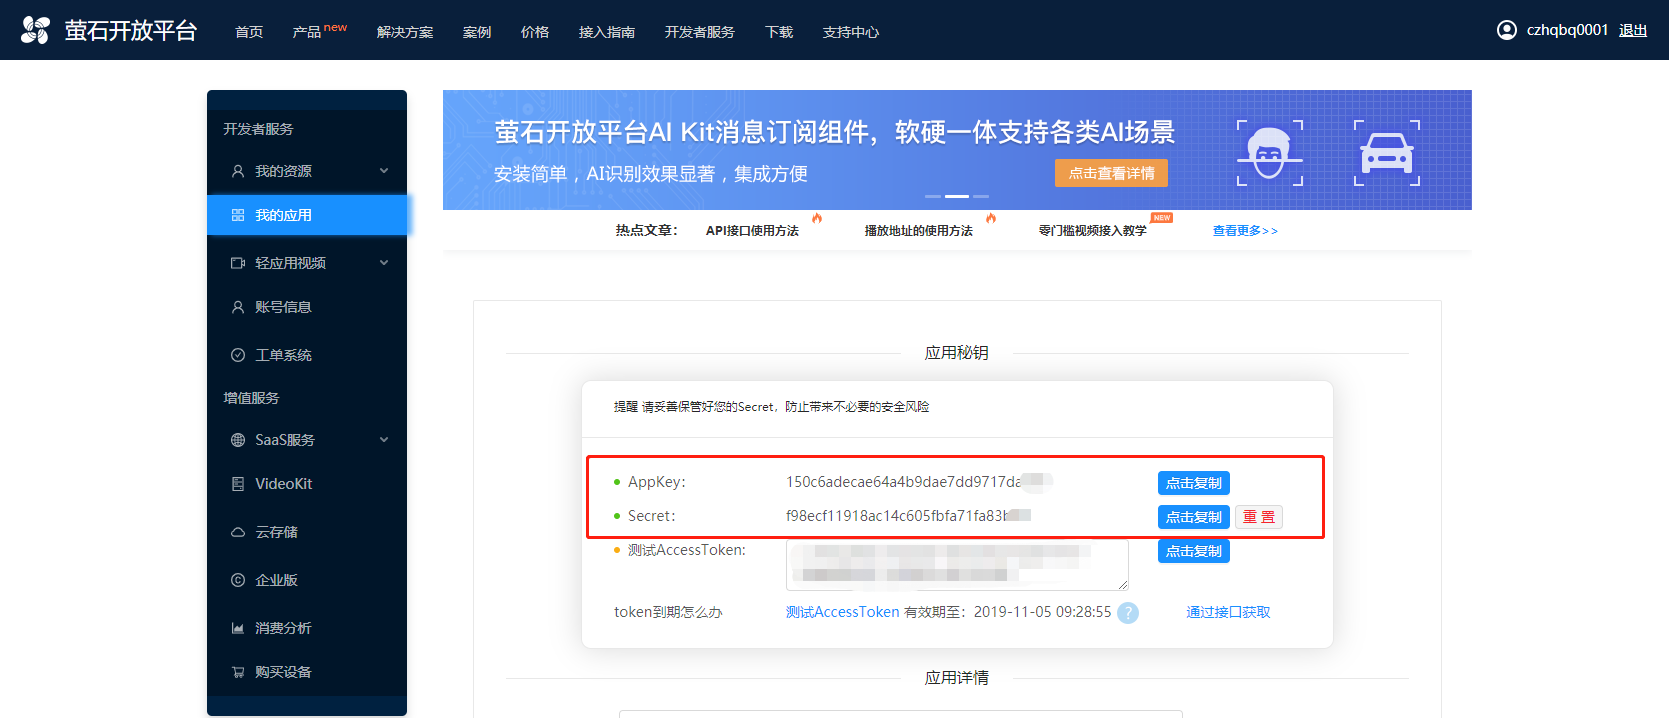 萤石开放平台
首页 产品 new 解决方案 案例 价格 接入指南 开发者服务 下载 支持中心
czhqbq0001 退出
开发者服务
我的资源
我的应用
轻应用视频
账号信息
工单系统
增值服务
SaaS服务
VideoKit
云存储
企业版
消费分析
购买设备
萤石开放平台AI Kit消息订阅组件，软硬一体支持各类AI场景
安装简单，AI识别效果显著，集成方便
点击查看详情
热点文章： API接口使用方法 播放地址的使用方法 零门槛视频接入教学 NEW 查看更多>>
应用秘钥
提醒 请妥善保管好您的Secret，防止带来不必要的安全风险
AppKey: 150c6adecae64a4b9dae7dd9717da 点击复制
Secret: f98ecf11918ac14c605fbfa71fa83 点击复制 重 置
测试AccessToken: 点击复制
token到期怎么办 测试AccessToken 有效期至：2019-11-05 09:28:55 ? 通过接口获取
应用详情